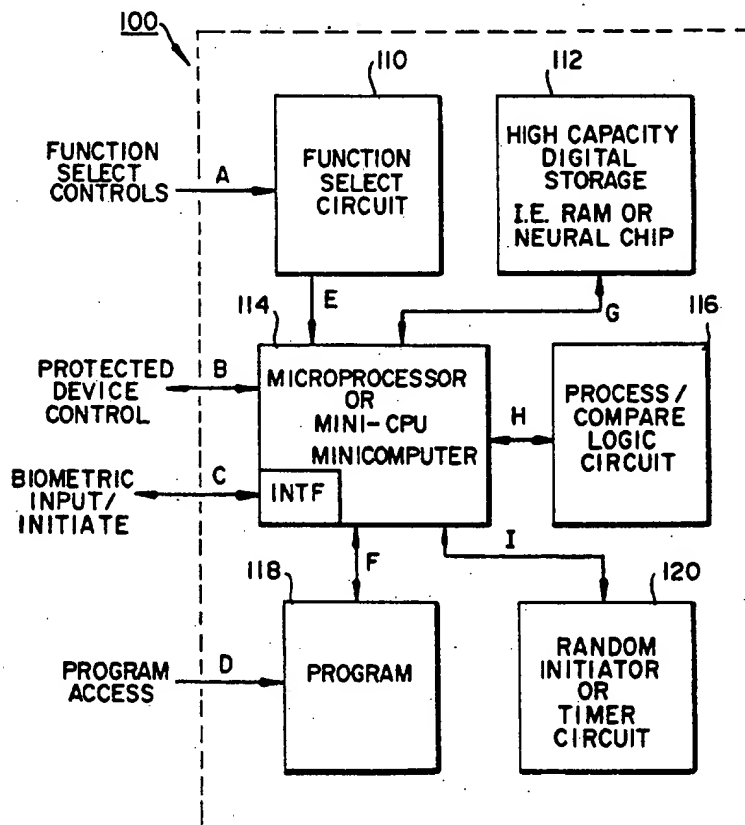 100
110
112
FUNCTION
SELECT
CONTROLS
A
FUNCTION
SELECT
CIRCUIT
HIGH CAPACITY
DIGITAL
STORAGE
I.E. RAM OR
NEURAL CHIP
E
G
114
116
PROTECTED
DEVICE
CONTROL
B
MICROPROCESSOR
OR
MINI-CPU
MINICOMPUTER
H
PROCESS/
COMPARE
LOGIC
CIRCUIT
BIOMETRIC
INPUT/
INITIATE
C
INTF
F
I
118
120
PROGRAM
ACCESS
D
PROGRAM
RANDOM
INITIATOR
OR
TIMER
CIRCUIT